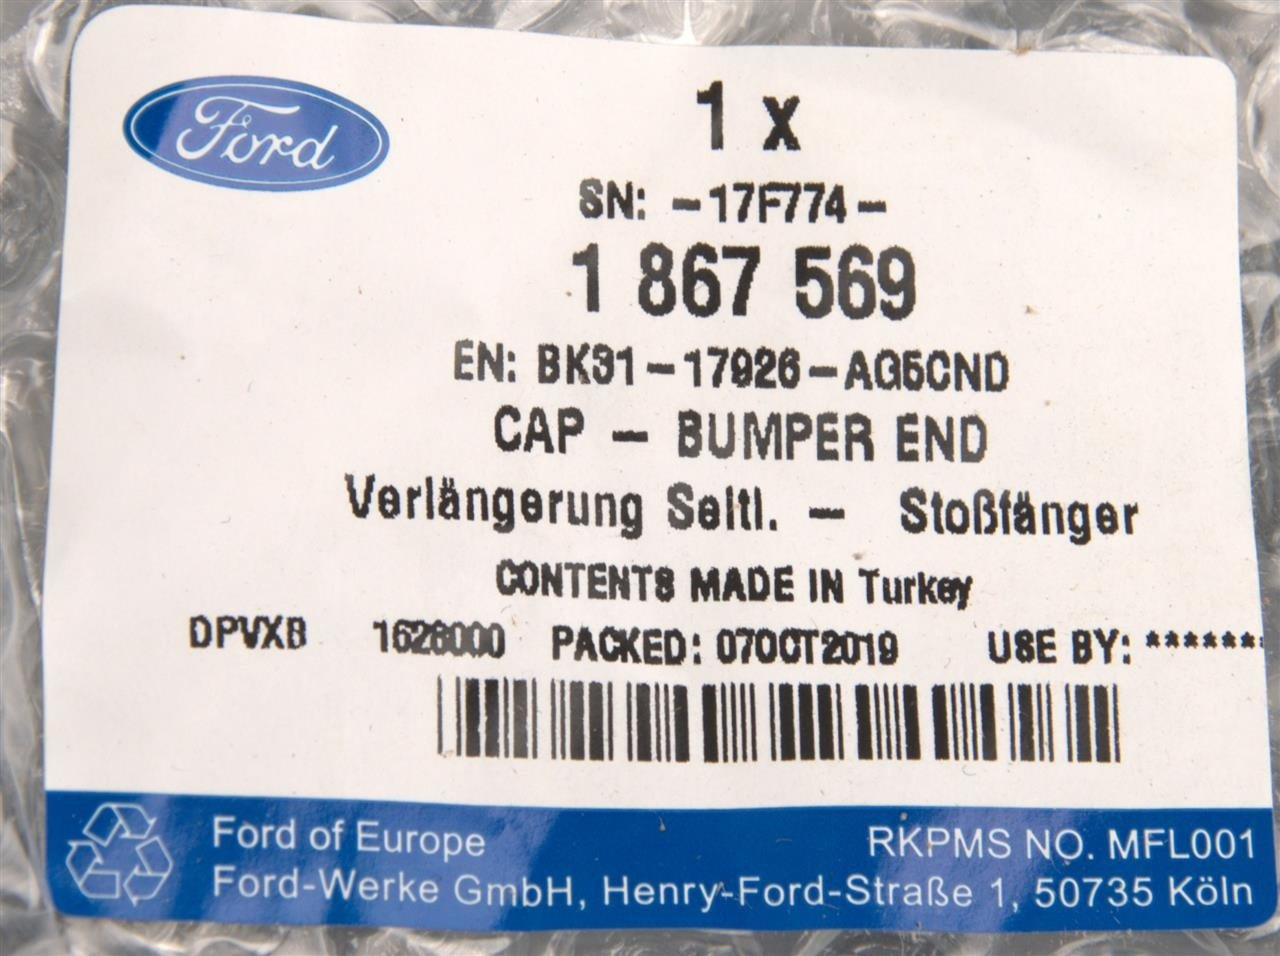 Ford
1 x
SN: -17F774-
1 867 569
EN: BK31-17926-AG5CND
CAP - BUMPER END
Verlängerung Seitl. - Stoßfänger
CONTENTS MADE IN Turkey
DPVXB 1628000 PACKED: 07OCT2019 USE BY: *******
Ford of Europe RKPMS NO. MFL001
Ford-Werke GmbH, Henry-Ford-Straße 1, 50735 Köln